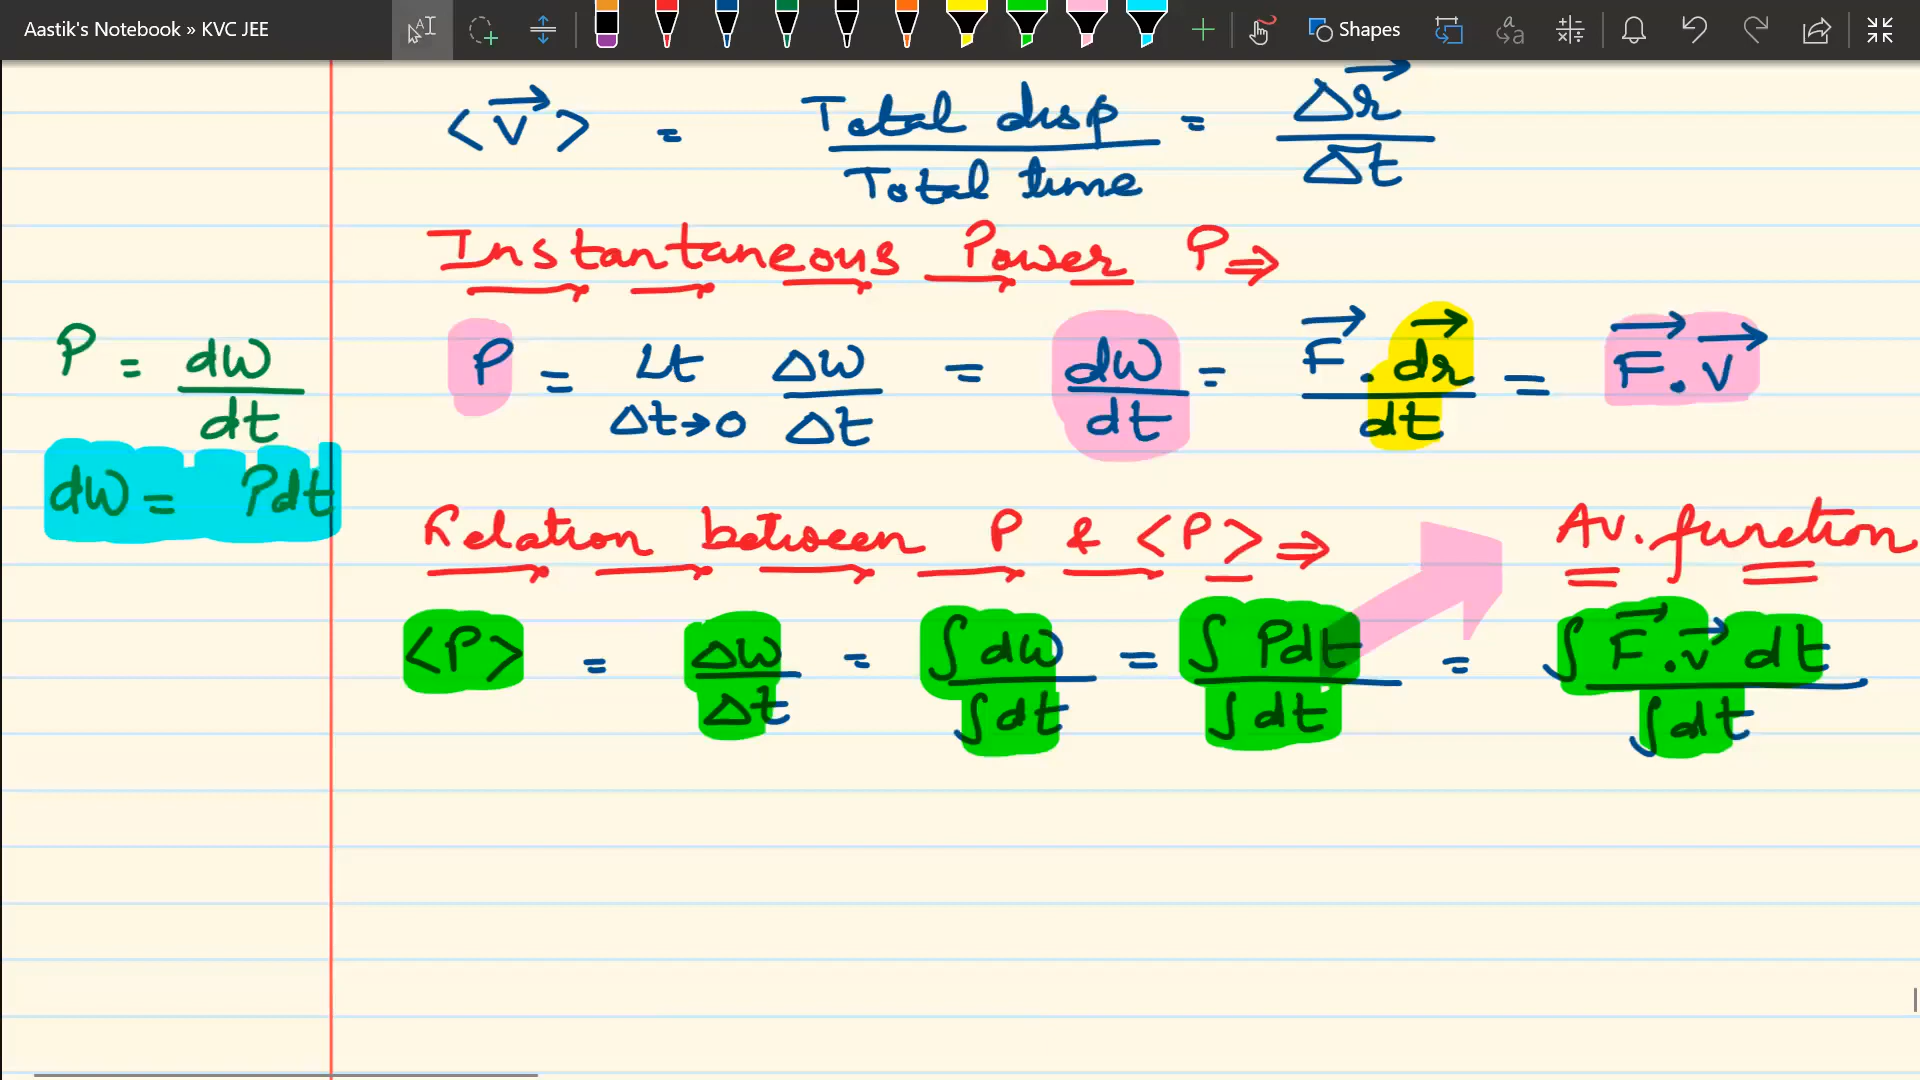 Aastik's Notebook » KVC JEE
Shapes
<v⃗> = Total disp / Total time = Δr⃗ / Δt
Instantaneous Power P ⇒
P = dW / dt
P = Lt Δt→0 ΔW / Δt = dW / dt = F⃗ . dr⃗ / dt = F⃗ . v⃗
dW = Pdt
Relation between P & <P> ⇒ Av. function
<P> = ΔW / Δt = ∫ dW / ∫ dt = ∫ Pdt / ∫ dt = ∫ F⃗ . v⃗ dt / ∫ dt